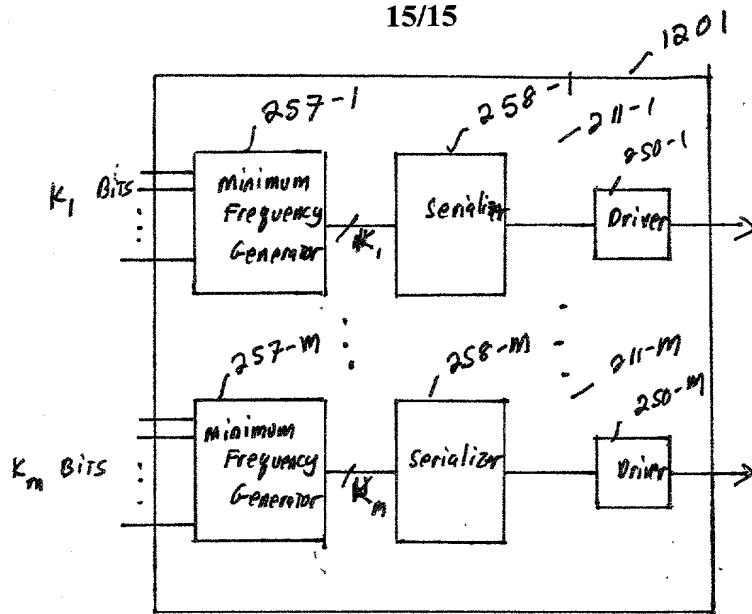 15/15
1201
257-1
258-1
211-1
250-1
K1 Bits
Minimum
Frequency
Generator
K1
Serializer
Driver
257-M
258-M
211-M
250-M
Km Bits
Minimum
Frequency
Generator
Km
Serializer
Driver